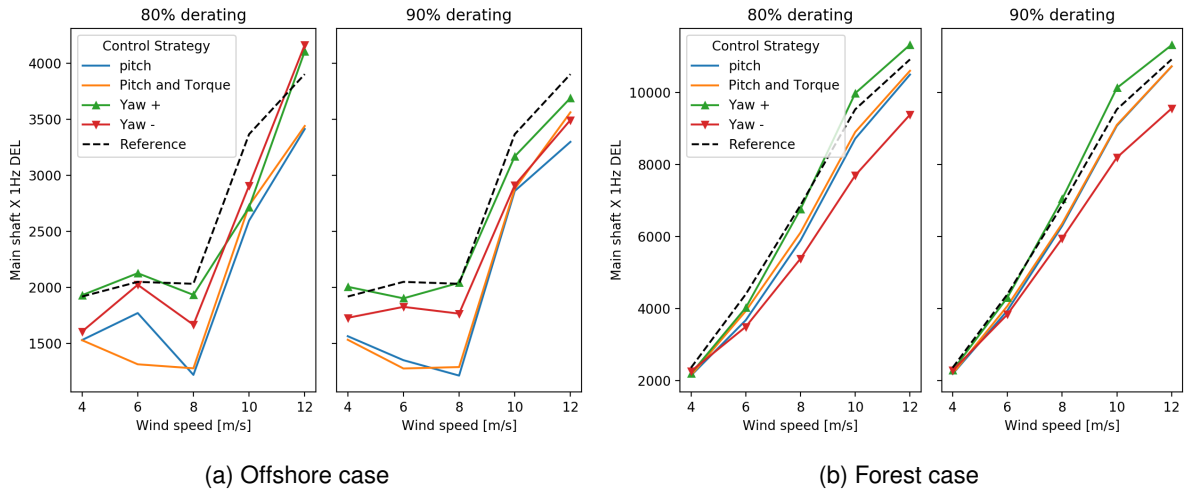 80% derating
90% derating
80% derating
90% derating
Main shaft X 1Hz DEL
4000
3500
3000
2500
2000
1500
Control Strategy
pitch
Pitch and Torque
Yaw +
Yaw -
Reference
4 6 8 10 12
Wind speed [m/s]
4 6 8 10 12
Wind speed [m/s]
Main shaft X 1Hz DEL
10000
8000
6000
4000
2000
Control Strategy
pitch
Pitch and Torque
Yaw +
Yaw -
Reference
4 6 8 10 12
Wind speed [m/s]
4 6 8 10 12
Wind speed [m/s]
(a) Offshore case
(b) Forest case